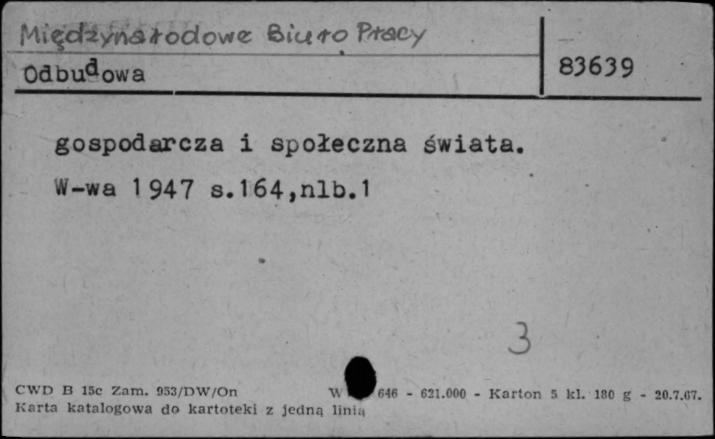 Międzynarodowe Biuro Pracy
Odbudowa
83639
gospodarcza i społeczna świata.
W-wa 1947 s.164,nlb.1
3
CWD B 15c Zam. 953/DW/On W 646 - 621.000 - Karton 5 kl. 180 g - 20.7.67.
Karta katalogowa do kartoteki z jedną linią